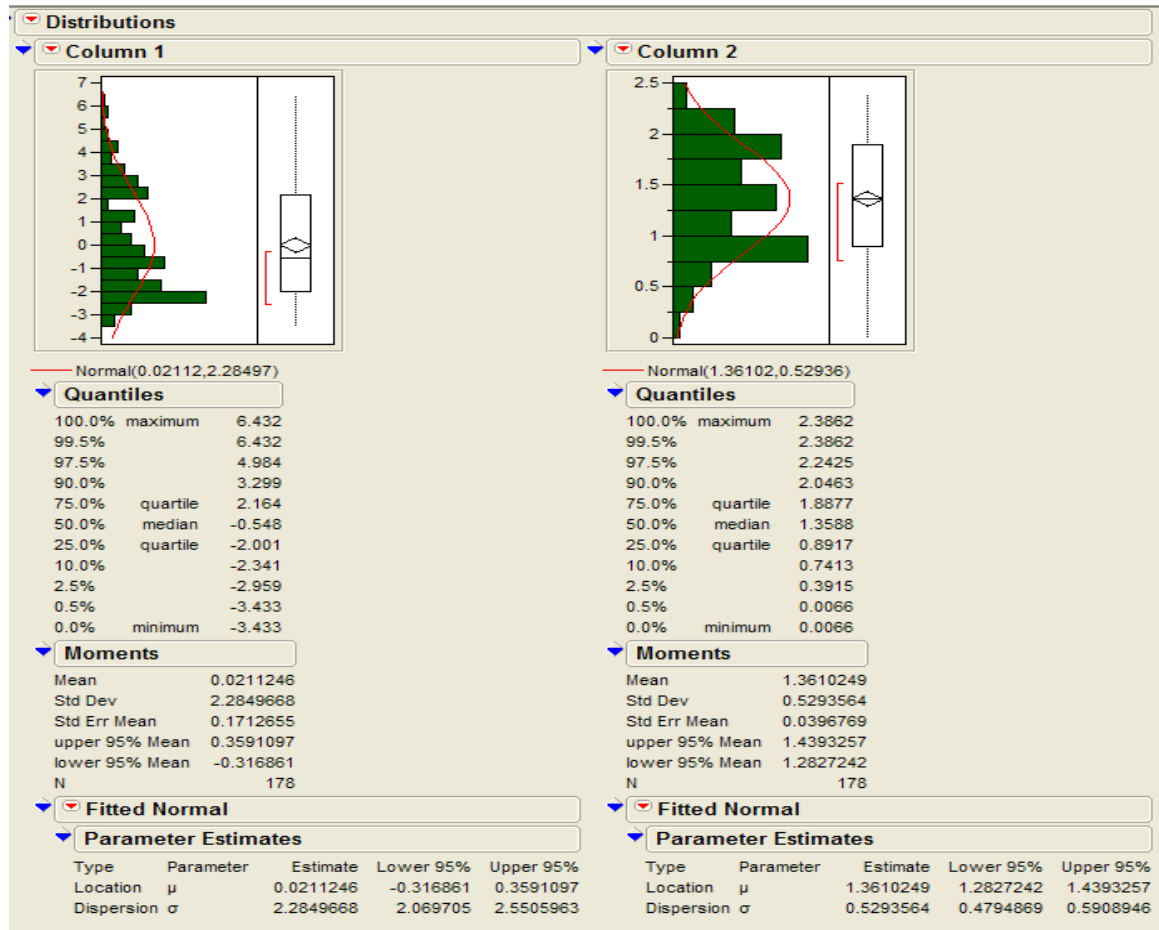 Distributions
Column 1
7
6
5
4
3
2
1
0
-1
-2
-3
-4
Normal(0.02112,2.28497)
Quantiles
100.0% maximum 6.432
99.5% 6.432
97.5% 4.984
90.0% 3.299
75.0% quartile 2.164
50.0% median -0.548
25.0% quartile -2.001
10.0% -2.341
2.5% -2.959
0.5% -3.433
0.0% minimum -3.433
Moments
Mean 0.0211246
Std Dev 2.2849668
Std Err Mean 0.1712655
upper 95% Mean 0.3591097
lower 95% Mean -0.316861
N 178
Fitted Normal
Parameter Estimates
Type Parameter Estimate Lower 95% Upper 95%
Location μ 0.0211246 -0.316861 0.3591097
Dispersion σ 2.2849668 2.069705 2.5505963
Column 2
2.5
2
1.5
1
0.5
0
Normal(1.36102,0.52936)
Quantiles
100.0% maximum 2.3862
99.5% 2.3862
97.5% 2.2425
90.0% 2.0463
75.0% quartile 1.8877
50.0% median 1.3588
25.0% quartile 0.8917
10.0% 0.7413
2.5% 0.3915
0.5% 0.0066
0.0% minimum 0.0066
Moments
Mean 1.3610249
Std Dev 0.5293564
Std Err Mean 0.0396769
upper 95% Mean 1.4393257
lower 95% Mean 1.2827242
N 178
Fitted Normal
Parameter Estimates
Type Parameter Estimate Lower 95% Upper 95%
Location μ 1.3610249 1.2827242 1.4393257
Dispersion σ 0.5293564 0.4794869 0.5908946